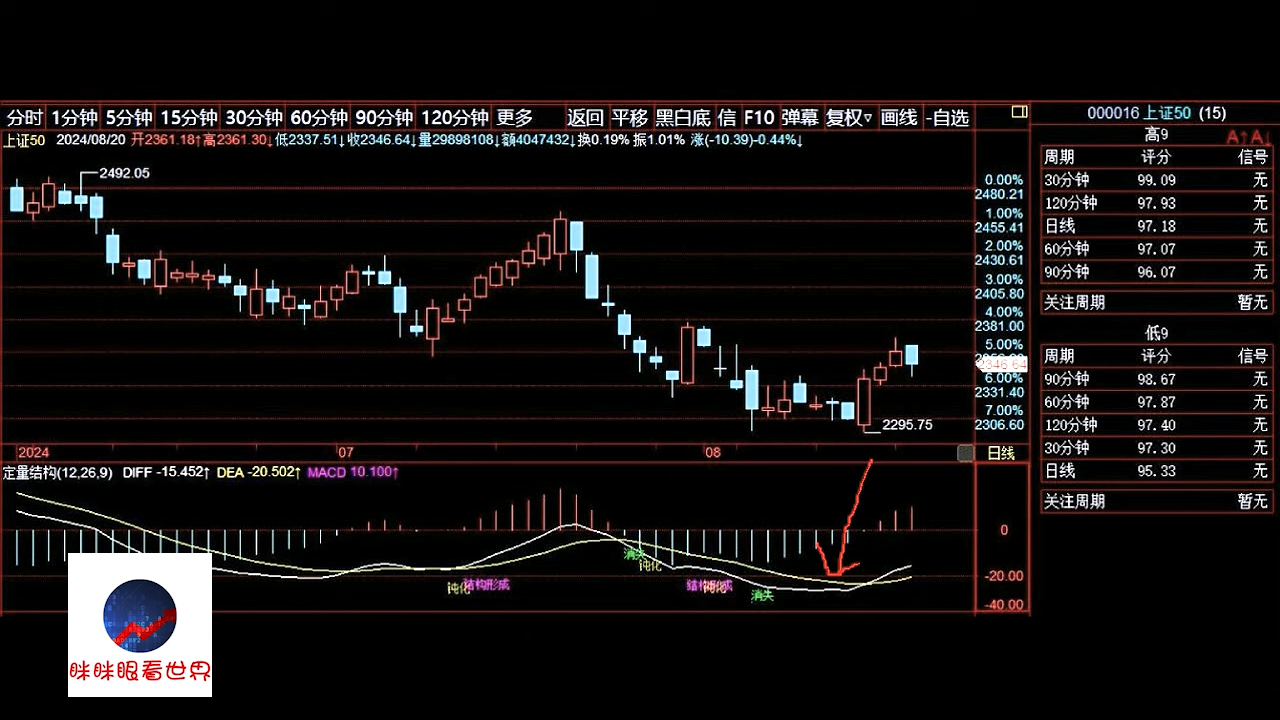 分时 1分钟 5分钟 15分钟 30分钟 60分钟 90分钟 120分钟 更多 返回 平移 黑白底 信 F10 弹幕 复权▿ 画线 -自选
上证50 2024/08/20 开2361.18↑高2361.30↓低2337.51↓收2346.64↓量29898108↓额4047432↓换0.19% 振1.01% 涨(-10.39)-0.44%↓
2492.05
0.00%
2480.21
1.00%
2455.41
2.00%
2430.61
3.00%
2405.80
4.00%
2381.00
5.00%
2346.64
6.00%
2331.40
7.00%
2306.60
2295.75
2024 07 08 日线
定量结构(12,26,9) DIFF -15.452↑ DEA -20.502↑ MACD 10.100↑
0
-20.00
-40.00
钝化 结构形成
消失
钝化
结构形成
钝化
消失
000016 上证50 (15)
高9 A↑A↓
周期 评分 信号
30分钟 99.09 无
120分钟 97.93 无
日线 97.18 无
60分钟 97.07 无
90分钟 96.07 无
关注周期 暂无
低9
周期 评分 信号
90分钟 98.67 无
60分钟 97.87 无
120分钟 97.40 无
30分钟 97.30 无
日线 95.33 无
关注周期 暂无
眯眯眼看世界